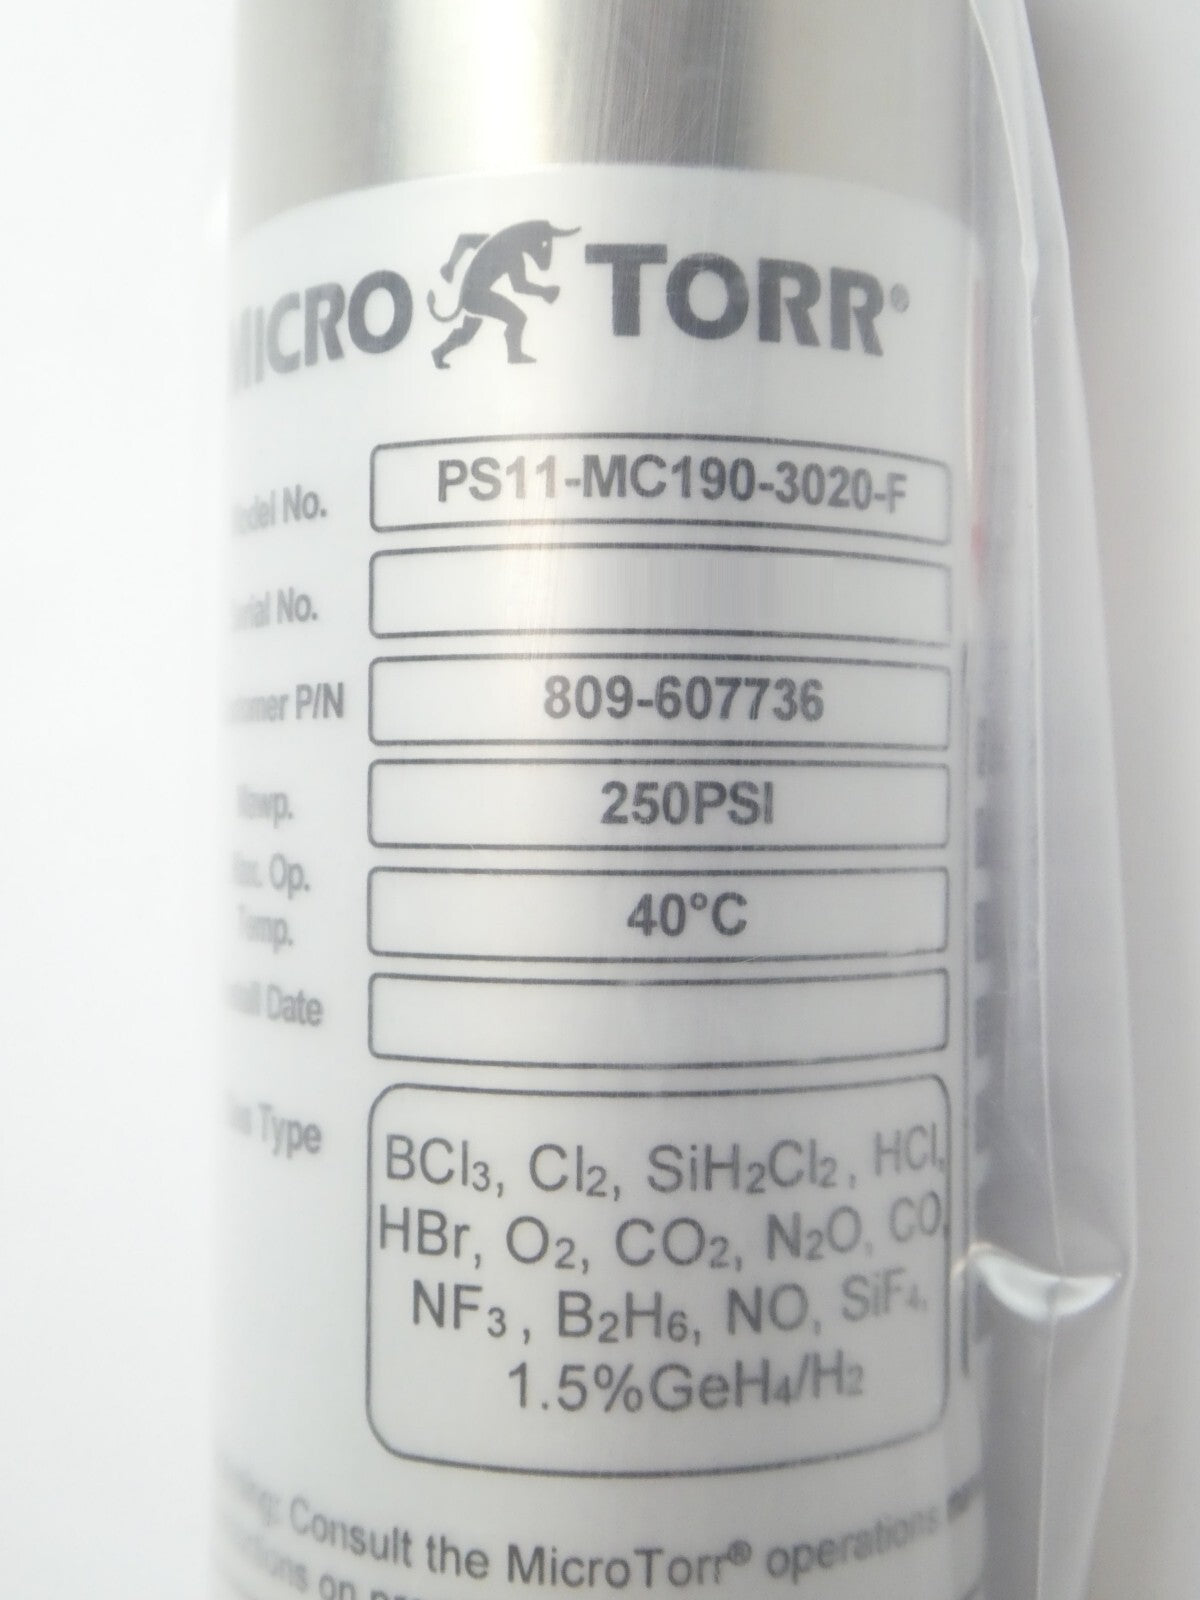 MICRO TORR®
Model No. PS11-MC190-3020-F
Serial No.
Customer P/N 809-607736
Mawp. 250PSI
Max. Op.
Temp. 40°C
Install Date
Gas Type
BCl₃, Cl₂, SiH₂Cl₂, HCl,
HBr, O₂, CO₂, N₂O, CO,
NF₃, B₂H₆, NO, SiF₄,
1.5%GeH₄/H₂
Consult the MicroTorr® operations
on